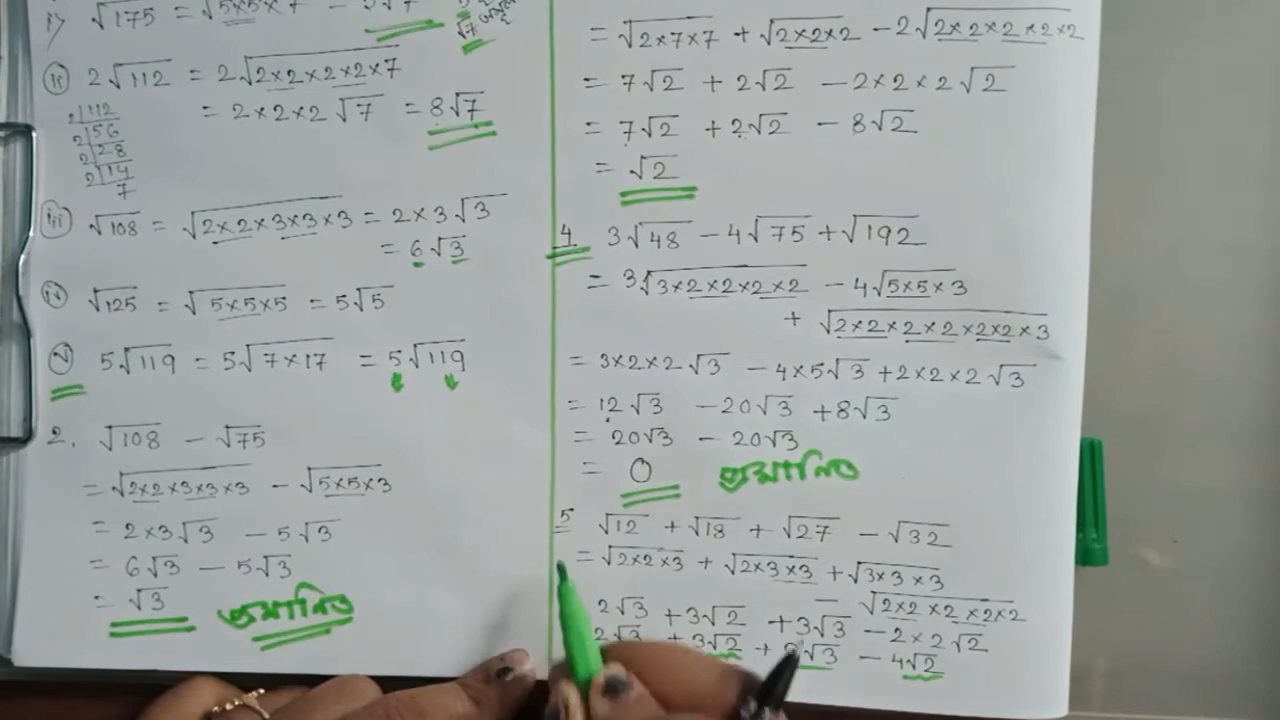 i) √175 = √5×5×7
√7
ii) 2√112 = 2√2×2×2×2×7
= 2×2×2√7 = 8√7
2|112
2|56
2|28
2|14
7
iii) √108 = √2×2×3×3×3 = 2×3√3
= 6√3
iv) √125 = √5×5×5 = 5√5
v) 5√119 = 5√7×17 = 5√119
2. √108 - √75
= √2×2×3×3×3 - √5×5×3
= 2×3√3 - 5√3
= 6√3 - 5√3
= √3 প্রমানিত
= √2×7×7 + √2×2×2 - 2√2×2×2×2×2
= 7√2 + 2√2 - 2×2×2√2
= 7√2 + 2√2 - 8√2
= √2
4 3√48 - 4√75 + √192
= 3√3×2×2×2×2 - 4√5×5×3
+ √2×2×2×2×2×2×3
= 3×2×2√3 - 4×5√3 + 2×2×2√3
= 12√3 - 20√3 + 8√3
= 20√3 - 20√3
= 0 প্রমানিত
5 √12 + √18 + √27 - √32
= √2×2×3 + √2×3×3 + √3×3×3
- √2×2×2×2×2
2√3 + 3√2 + 3√3 - 2×2√2
2√3 + 3√2 + √3 - 4√2